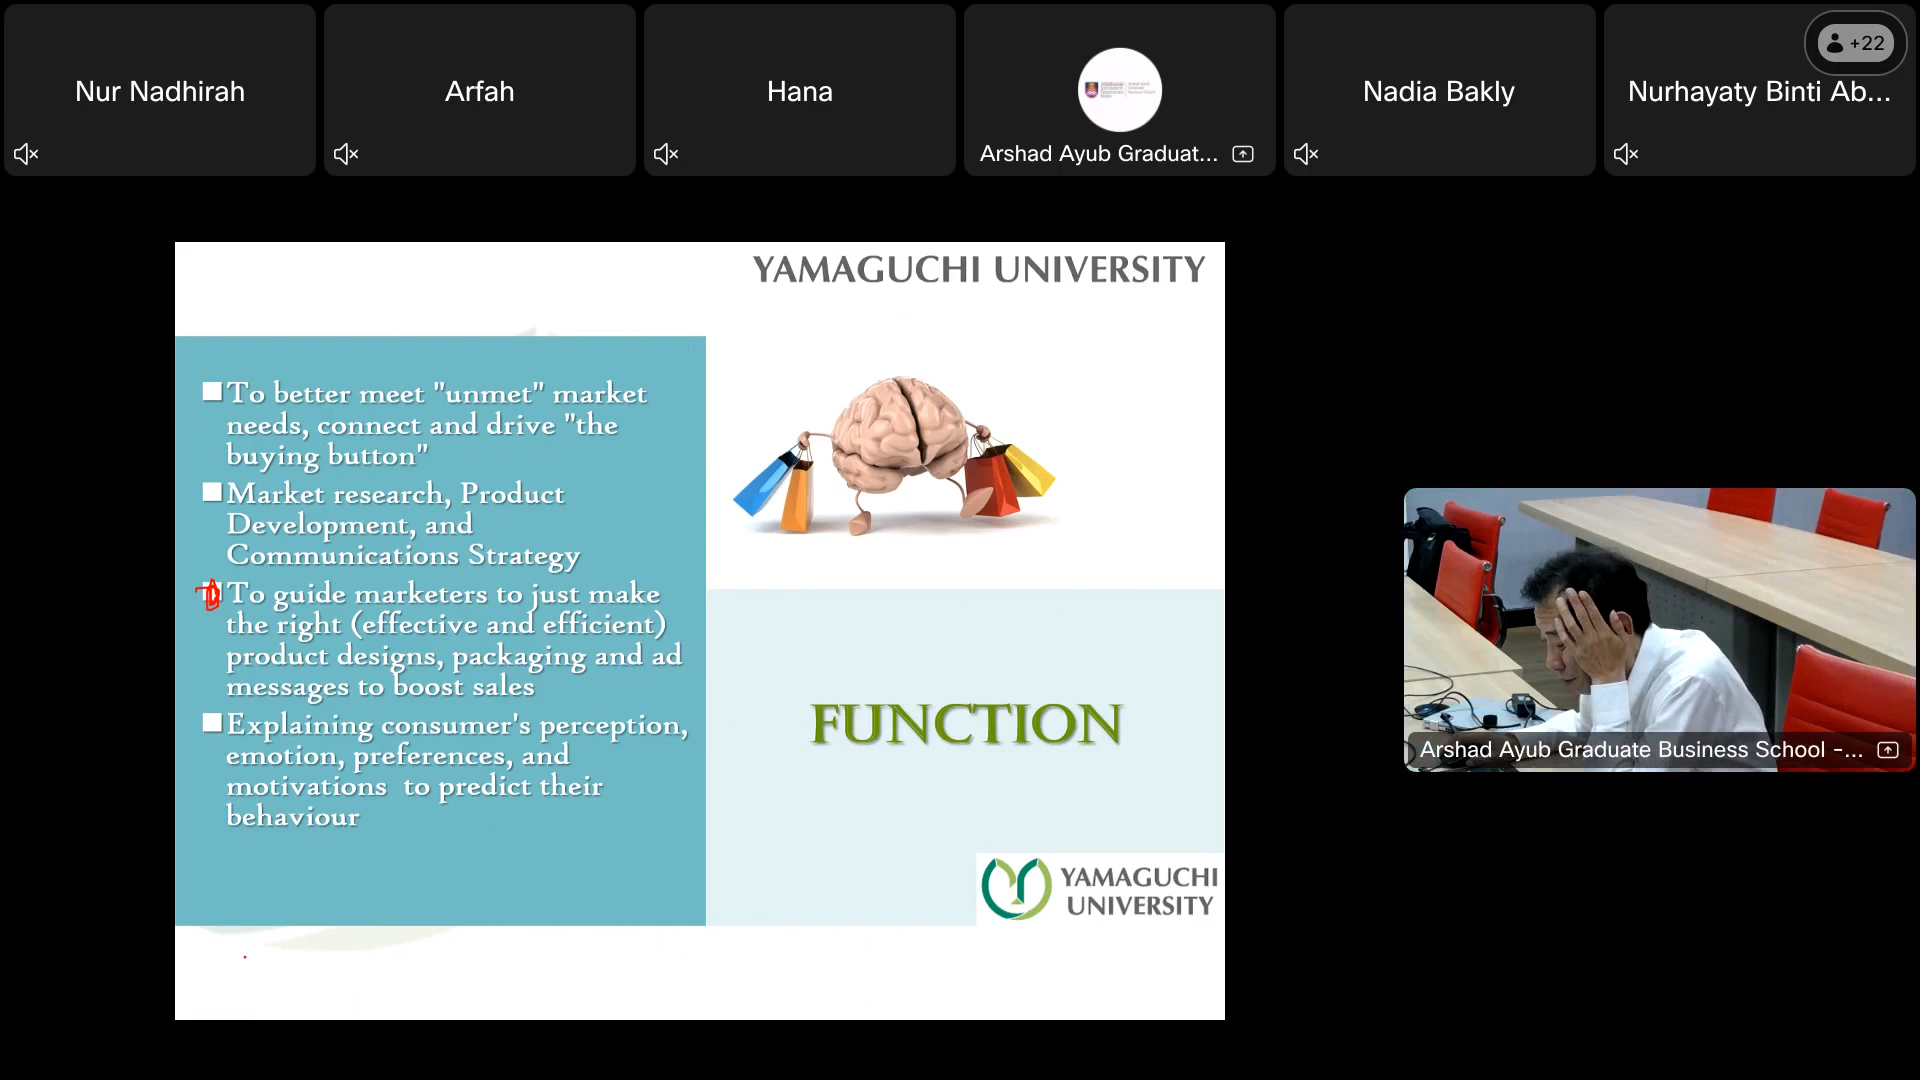 Nur Nadhirah
Arfah
Hana
Arshad Ayub Graduat...
Nadia Bakly
Nurhayaty Binti Ab...
+22
YAMAGUCHI UNIVERSITY
To better meet "unmet" market
needs, connect and drive "the
buying button"
Market research, Product
Development, and
Communications Strategy
To guide marketers to just make
the right (effective and efficient)
product designs, packaging and ad
messages to boost sales
Explaining consumer's perception,
emotion, preferences, and
motivations to predict their
behaviour
FUNCTION
YAMAGUCHI
UNIVERSITY
Arshad Ayub Graduate Business School -...